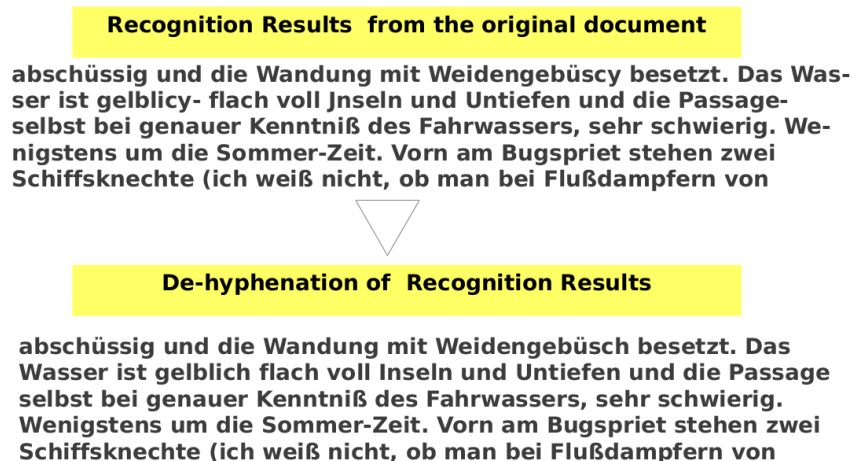 Recognition Results from the original document
abschüssig und die Wandung mit Weidengebüscy besetzt. Das Was-
ser ist gelblicy- flach voll Jnseln und Untiefen und die Passage-
selbst bei genauer Kenntniß des Fahrwassers, sehr schwierig. We-
nigstens um die Sommer-Zeit. Vorn am Bugspriet stehen zwei
Schiffsknechte (ich weiß nicht, ob man bei Flußdampfern von
De-hyphenation of Recognition Results
abschüssig und die Wandung mit Weidengebüsch besetzt. Das
Wasser ist gelblich flach voll Inseln und Untiefen und die Passage
selbst bei genauer Kenntniß des Fahrwassers, sehr schwierig.
Wenigstens um die Sommer-Zeit. Vorn am Bugspriet stehen zwei
Schiffsknechte (ich weiß nicht, ob man bei Flußdampfern von